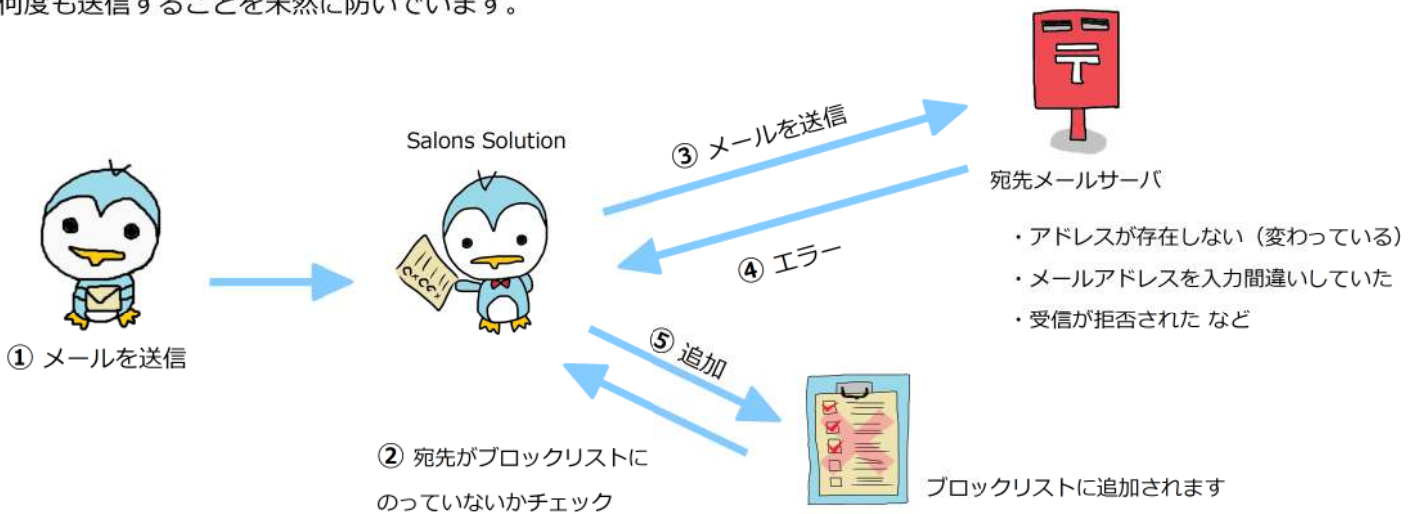 何度も送信することを未然に防いでいます。
Salons Solution
① メールを送信
② 宛先がブロックリストに
のっていないかチェック
③ メールを送信
④ エラー
⑤ 追加
〒
宛先メールサーバ
・アドレスが存在しない（変わっている）
・メールアドレスを入力間違いしていた
・受信が拒否された など
ブロックリストに追加されます